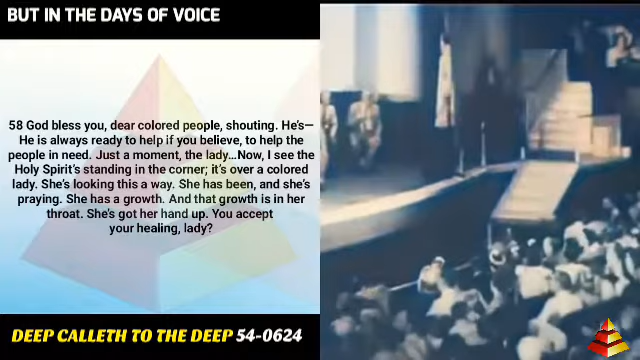 BUT IN THE DAYS OF VOICE
58 God bless you, dear colored people, shouting. He's—
He is always ready to help if you believe, to help the
people in need. Just a moment, the lady…Now, I see the
Holy Spirit's standing in the corner; it's over a colored
lady. She's looking this a way. She has been, and she's
praying. She has a growth. And that growth is in her
throat. She's got her hand up. You accept
your healing, lady?
DEEP CALLETH TO THE DEEP 54-0624